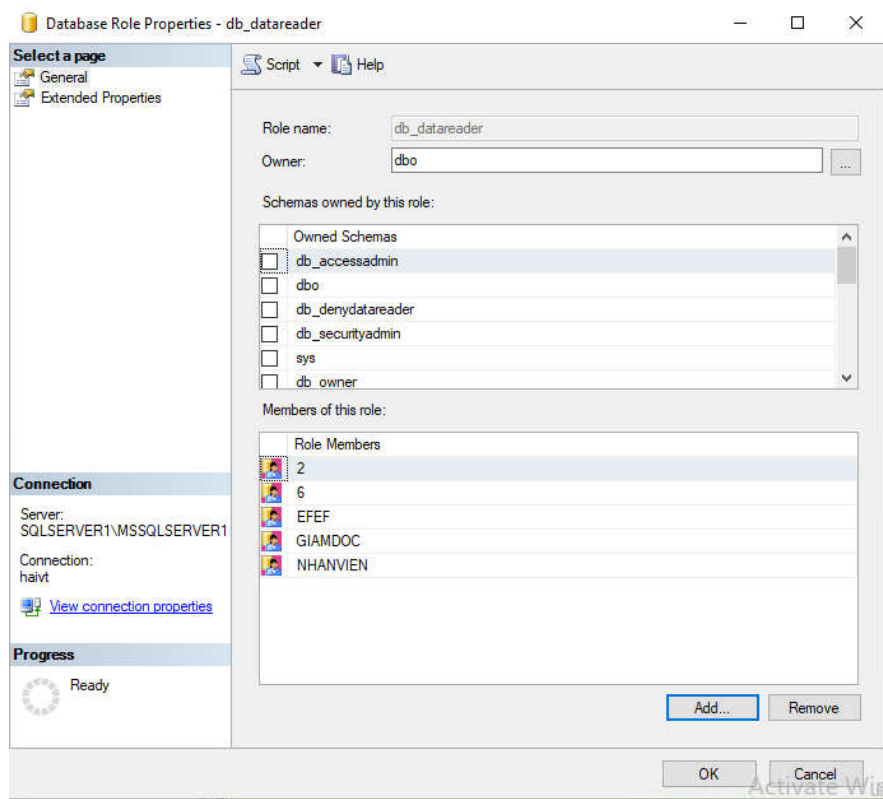 Database Role Properties - db_datareader
Select a page
General
Extended Properties
Script Help
Role name: db_datareader
Owner: dbo ...
Schemas owned by this role:
Owned Schemas
db_accessadmin
dbo
db_denydatareader
db_securityadmin
sys
db_owner
Members of this role:
Role Members
2
6
EFEF
GIAMDOC
NHANVIEN
Connection
Server:
SQLSERVER1\MSSQLSERVER1
Connection:
haivt
View connection properties
Progress
Ready
Add... Remove
OK Cancel
Activate